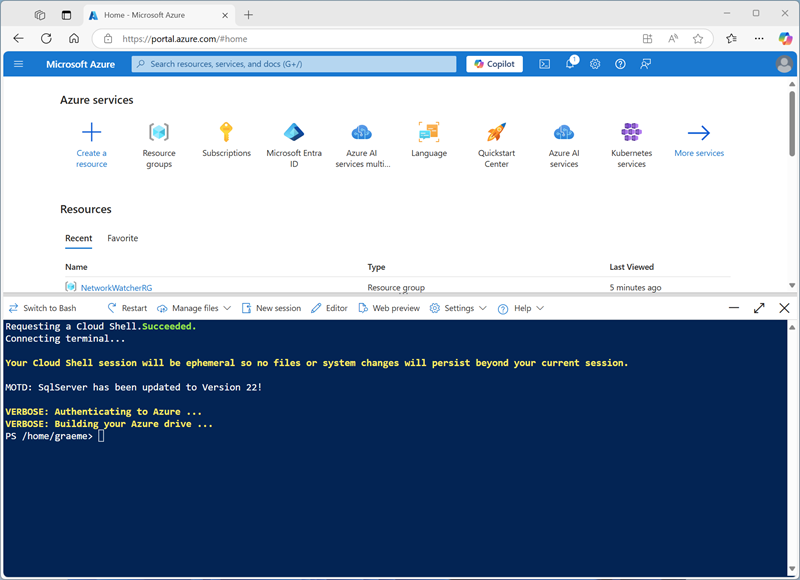 Home - Microsoft Azure
https://portal.azure.com/#home
Microsoft Azure
Search resources, services, and docs (G+/)
Copilot
1
Azure services
Create a resource
Resource groups
Subscriptions
Microsoft Entra ID
Azure AI services multi...
Language
Quickstart Center
Azure AI services
Kubernetes services
More services
Resources
Recent Favorite
Name Type Last Viewed
NetworkWatcherRG Resource group 5 minutes ago
Switch to Bash Restart Manage files New session Editor Web preview Settings Help
Requesting a Cloud Shell.Succeeded.
Connecting terminal...
Your Cloud Shell session will be ephemeral so no files or system changes will persist beyond your current session.
MOTD: SqlServer has been updated to Version 22!
VERBOSE: Authenticating to Azure ...
VERBOSE: Building your Azure drive ...
PS /home/graeme>